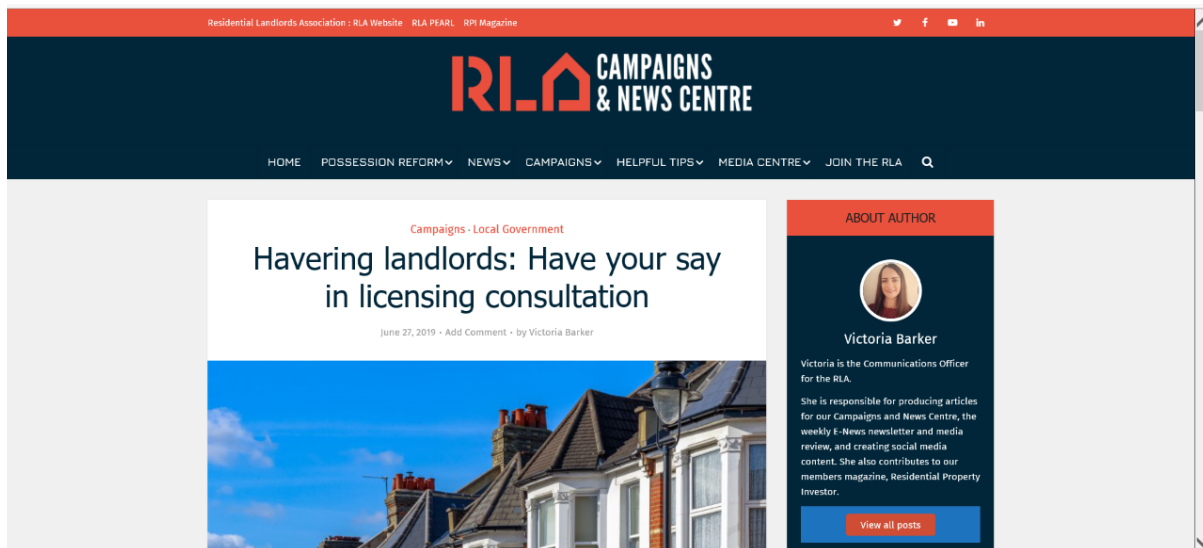 Residential Landlords Association : RLA Website RLA PEARL RPI Magazine
RLA CAMPAIGNS
& NEWS CENTRE
HOME POSSESSION REFORM NEWS CAMPAIGNS HELPFUL TIPS MEDIA CENTRE JOIN THE RLA
Campaigns • Local Government
Havering landlords: Have your say
in licensing consultation
June 27, 2019 • Add Comment • by Victoria Barker
ABOUT AUTHOR
Victoria Barker
Victoria is the Communications Officer
for the RLA.
She is responsible for producing articles
for our Campaigns and News Centre, the
weekly E-News newsletter and media
review, and creating social media
content. She also contributes to our
members magazine, Residential Property
Investor.
View all posts